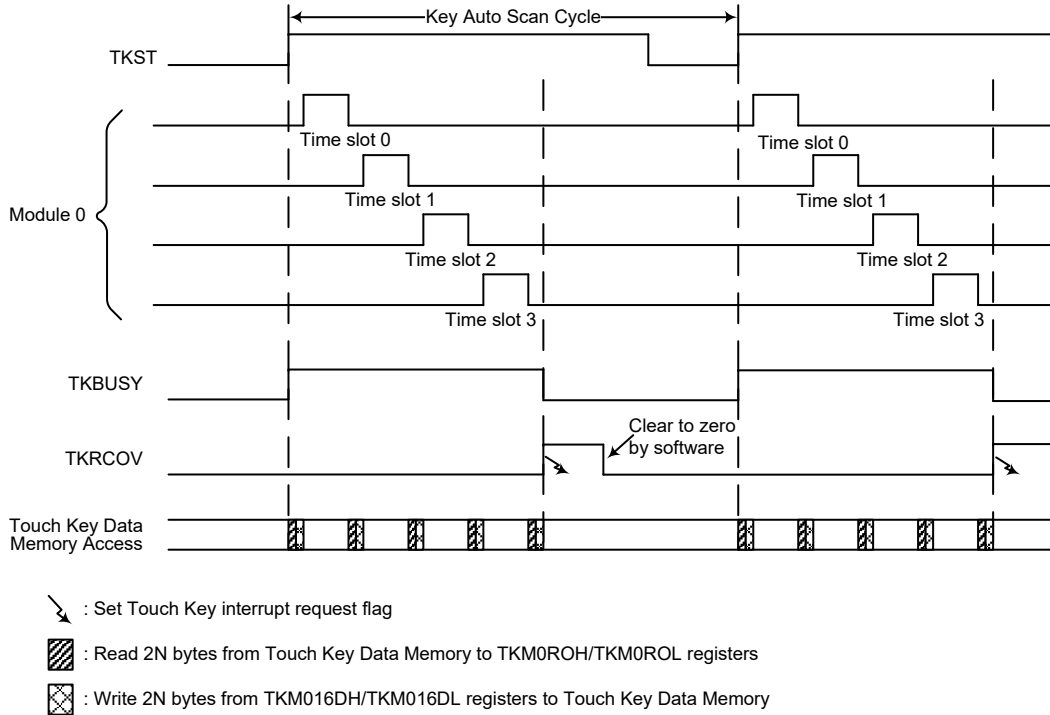 Key Auto Scan Cycle
TKST
Time slot 0
Time slot 0
Time slot 1
Time slot 1
Module 0
Time slot 2
Time slot 2
Time slot 3
Time slot 3
TKBUSY
Clear to zero
by software
TKRCOV
Touch Key Data
Memory Access
: Set Touch Key interrupt request flag
: Read 2N bytes from Touch Key Data Memory to TKM0ROH/TKM0ROL registers
: Write 2N bytes from TKM016DH/TKM016DL registers to Touch Key Data Memory